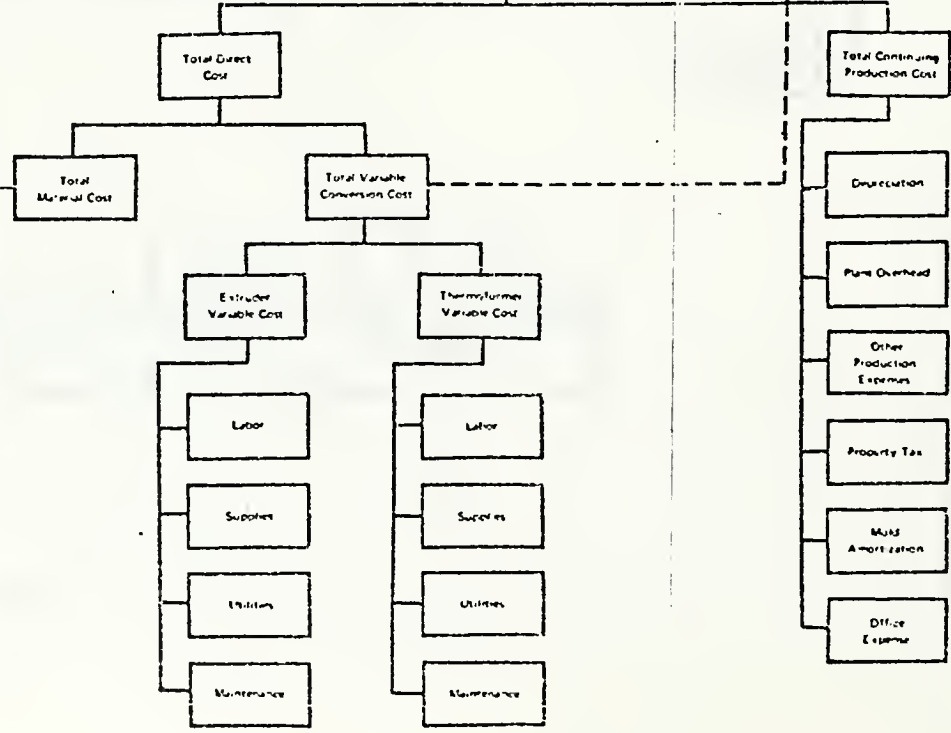 Total Direct
Cost
Total Continuing
Production Cost
Total
Material Cost
Total Variable
Conversion Cost
Depreciation
Plant Overhead
Other
Production
Expenses
Property Tax
Mold
Amortization
Office
Expense
Extruder
Variable Cost
Thermoformer
Variable Cost
Labor
Supplies
Utilities
Maintenance
Labor
Supplies
Utilities
Maintenance